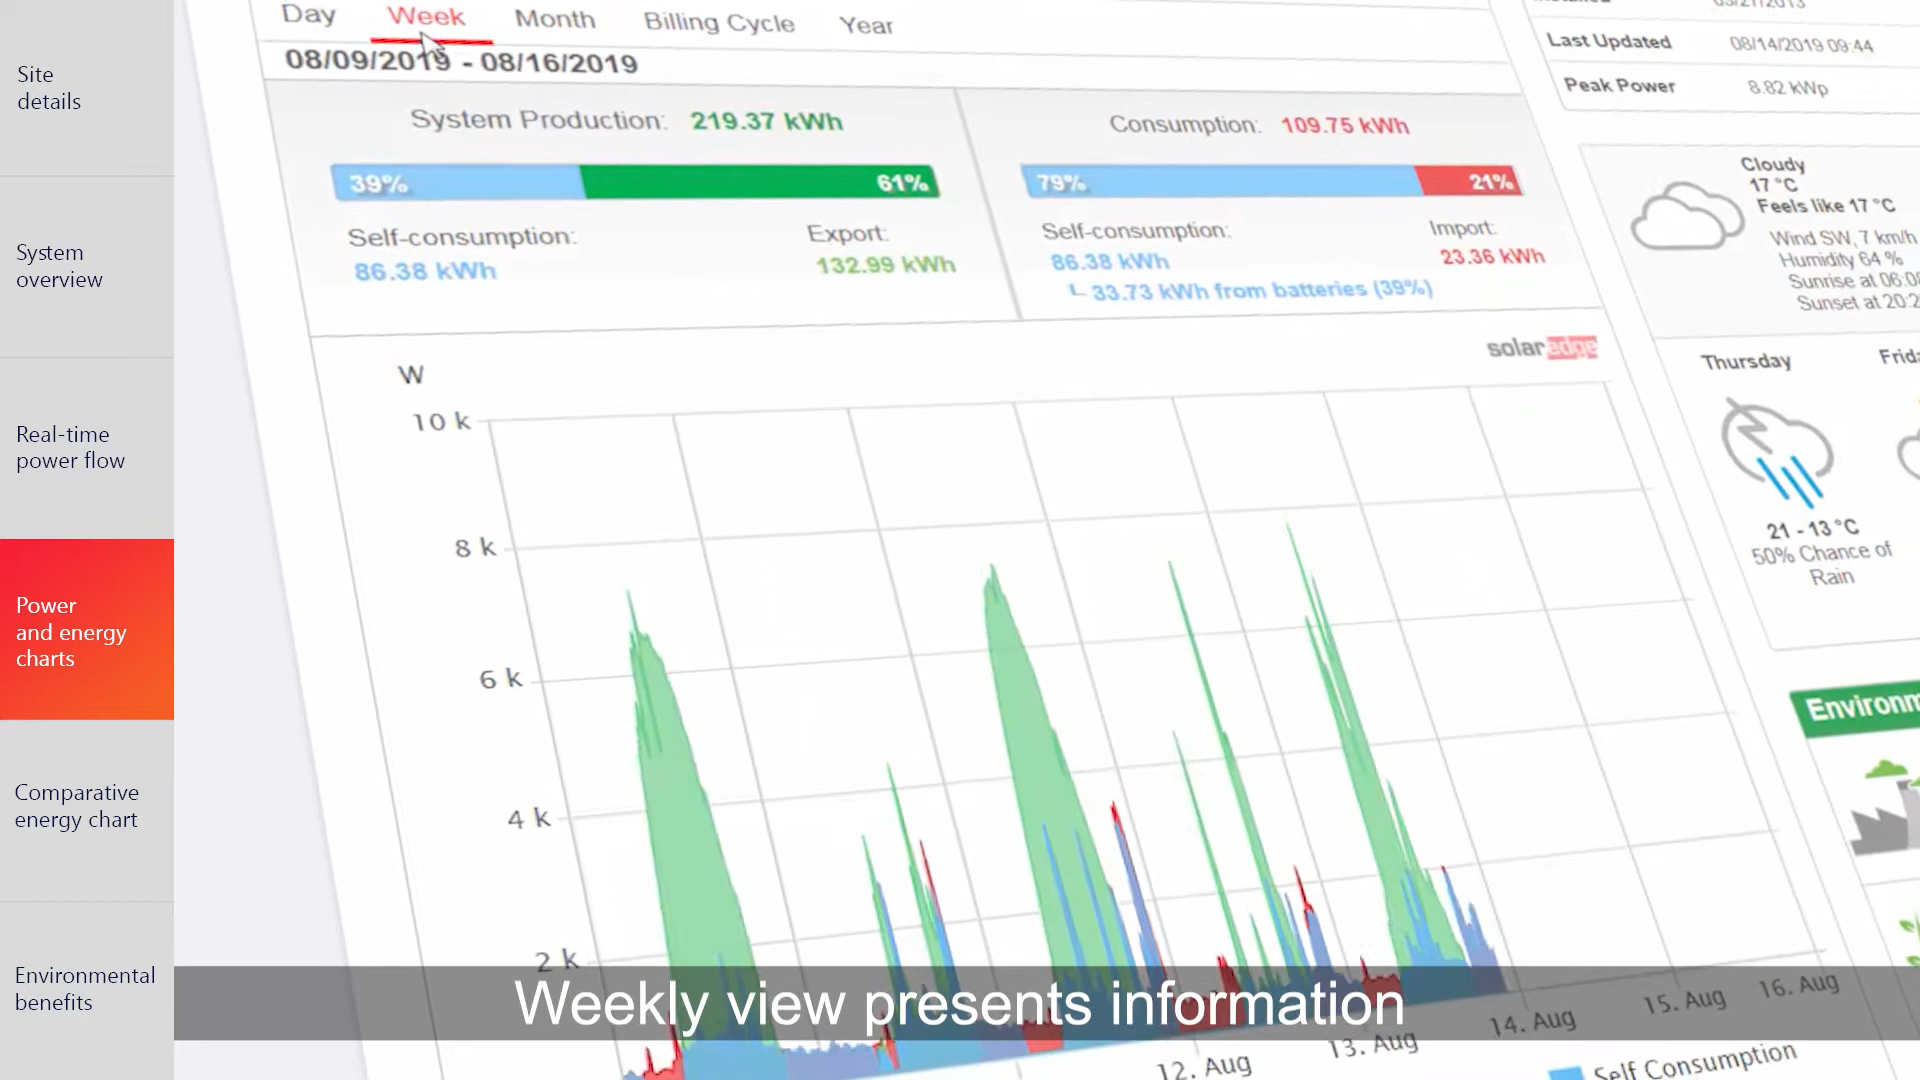 Site
details
System
overview
Real-time
power flow
Power
and energy
charts
Comparative
energy chart
Environmental
benefits
Day Week Month Billing Cycle Year
08/09/2019 - 08/16/2019
System Production: 219.37 kWh
39% 61%
Self-consumption: Export:
86.38 kWh 132.99 kWh
Consumption: 109.75 kWh
79% 21%
Self-consumption: Import:
86.38 kWh 23.36 kWh
33.73 kWh from batteries (39%)
solaredge
W
10 k
8 k
6 k
4 k
2 k
12. Aug 13. Aug 14. Aug 15. Aug 16. Aug
Self Consumption
Last Updated 08/14/2019 09:44
Peak Power 8.82 kWp
Cloudy
17 °C
Feels like 17 °C
Wind SW, 7 km/h
Humidity 64 %
Sunrise at 06:0
Sunset at 20:2
Thursday Frid
21 - 13 °C
50% Chance of
Rain
Environm
Weekly view presents information